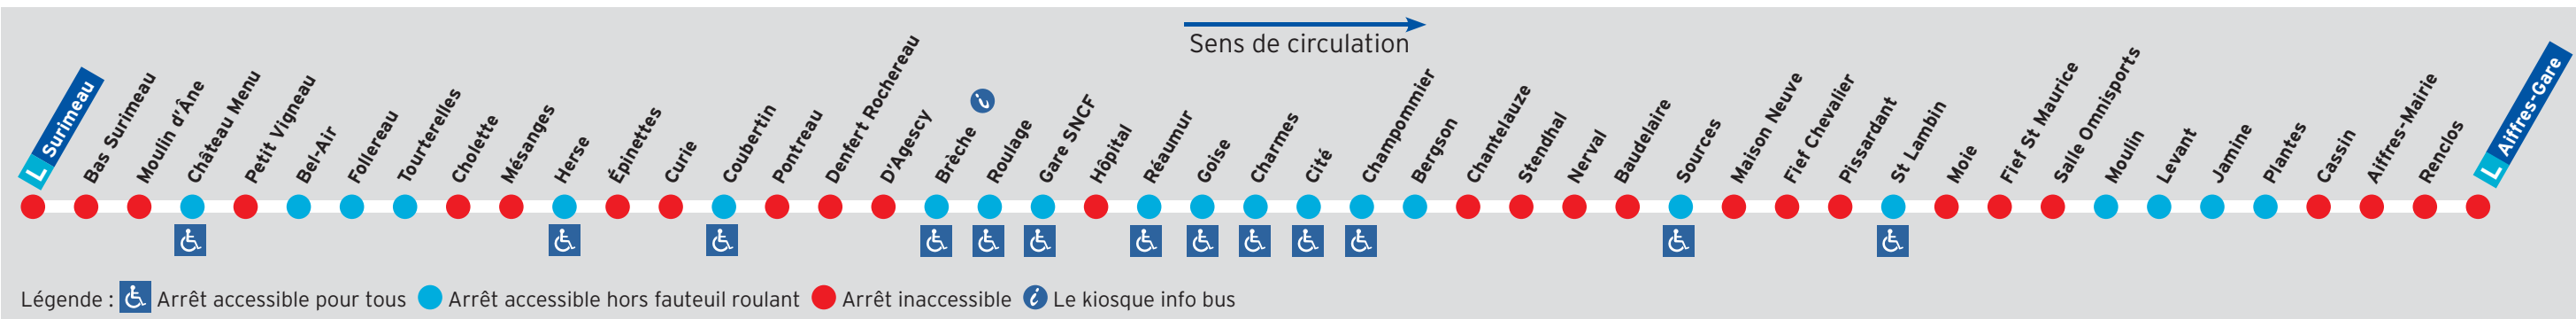 Sens de circulation
L Surimeau
Bas Surimeau
Moulin d'Âne
Château Menu
Petit Vigneau
Bel-Air
Follereau
Tourterelles
Cholette
Mésanges
Herse
Épinettes
Curie
Coubertin
Pontreau
Denfert Rochereau
D'Agescy
Brèche i
Roulage
Gare SNCF
Hôpital
Réaumur
Goise
Charmes
Cité
Champommier
Bergson
Chantelauze
Stendhal
Nerval
Baudelaire
Sources
Maison Neuve
Fief Chevalier
Pissardant
St Lambin
Moie
Fief St Maurice
Salle Omnisports
Moulin
Levant
Jamine
Plantes
Cassin
Aiffres-Mairie
Renclos
L Aiffres-Gare
Légende : Arrêt accessible pour tous Arrêt accessible hors fauteuil roulant Arrêt inaccessible i Le kiosque info bus